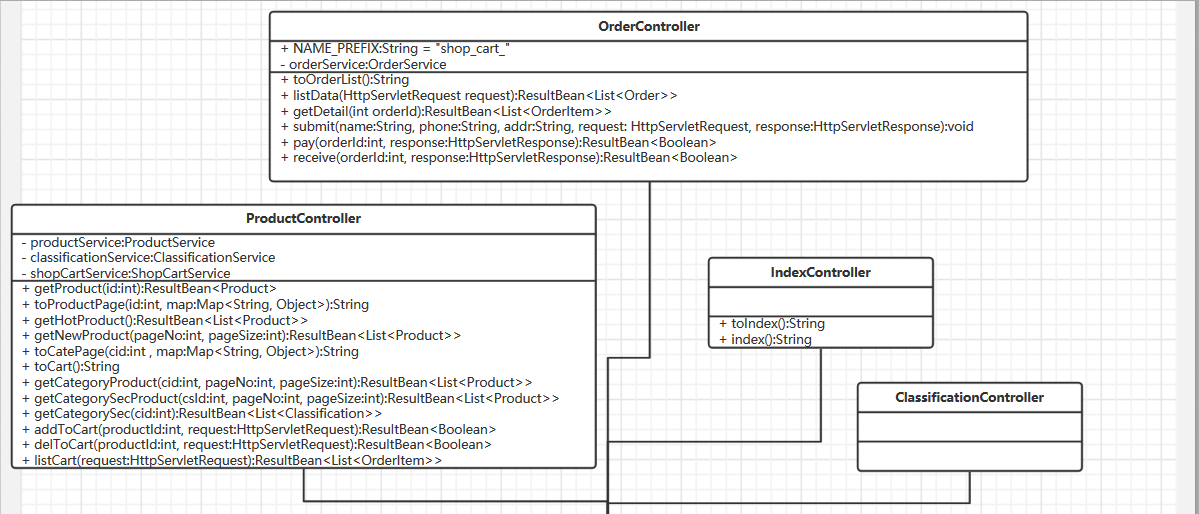 OrderController
+ NAME_PREFIX:String = "shop_cart_"
- orderService:OrderService
+ toOrderList():String
+ listData(HttpServletRequest request):ResultBean<List<Order>>
+ getDetail(int orderId):ResultBean<List<OrderItem>>
+ submit(name:String, phone:String, addr:String, request: HttpServletRequest, response:HttpServletResponse):void
+ pay(orderId:int, response:HttpServletResponse):ResultBean<Boolean>
+ receive(orderId:int, response:HttpServletResponse):ResultBean<Boolean>
ProductController
- productService:ProductService
- classificationService:ClassificationService
- shopCartService:ShopCartService
+ getProduct(id:int):ResultBean<Product>
+ toProductPage(id:int, map:Map<String, Object>):String
+ getHotProduct():ResultBean<List<Product>>
+ getNewProduct(pageNo:int, pageSize:int):ResultBean<List<Product>>
+ toCatePage(cid:int , map:Map<String, Object>):String
+ toCart():String
+ getCategoryProduct(cid:int, pageNo:int, pageSize:int):ResultBean<List<Product>>
+ getCategorySecProduct(csId:int, pageNo:int, pageSize:int):ResultBean<List<Product>>
+ getCategorySec(cid:int):ResultBean<List<Classification>>
+ addToCart(productId:int, request:HttpServletRequest):ResultBean<Boolean>
+ delToCart(productId:int, request:HttpServletRequest):ResultBean<Boolean>
+ listCart(request:HttpServletRequest):ResultBean<List<OrderItem>>
IndexController
+ toIndex():String
+ index():String
ClassificationController